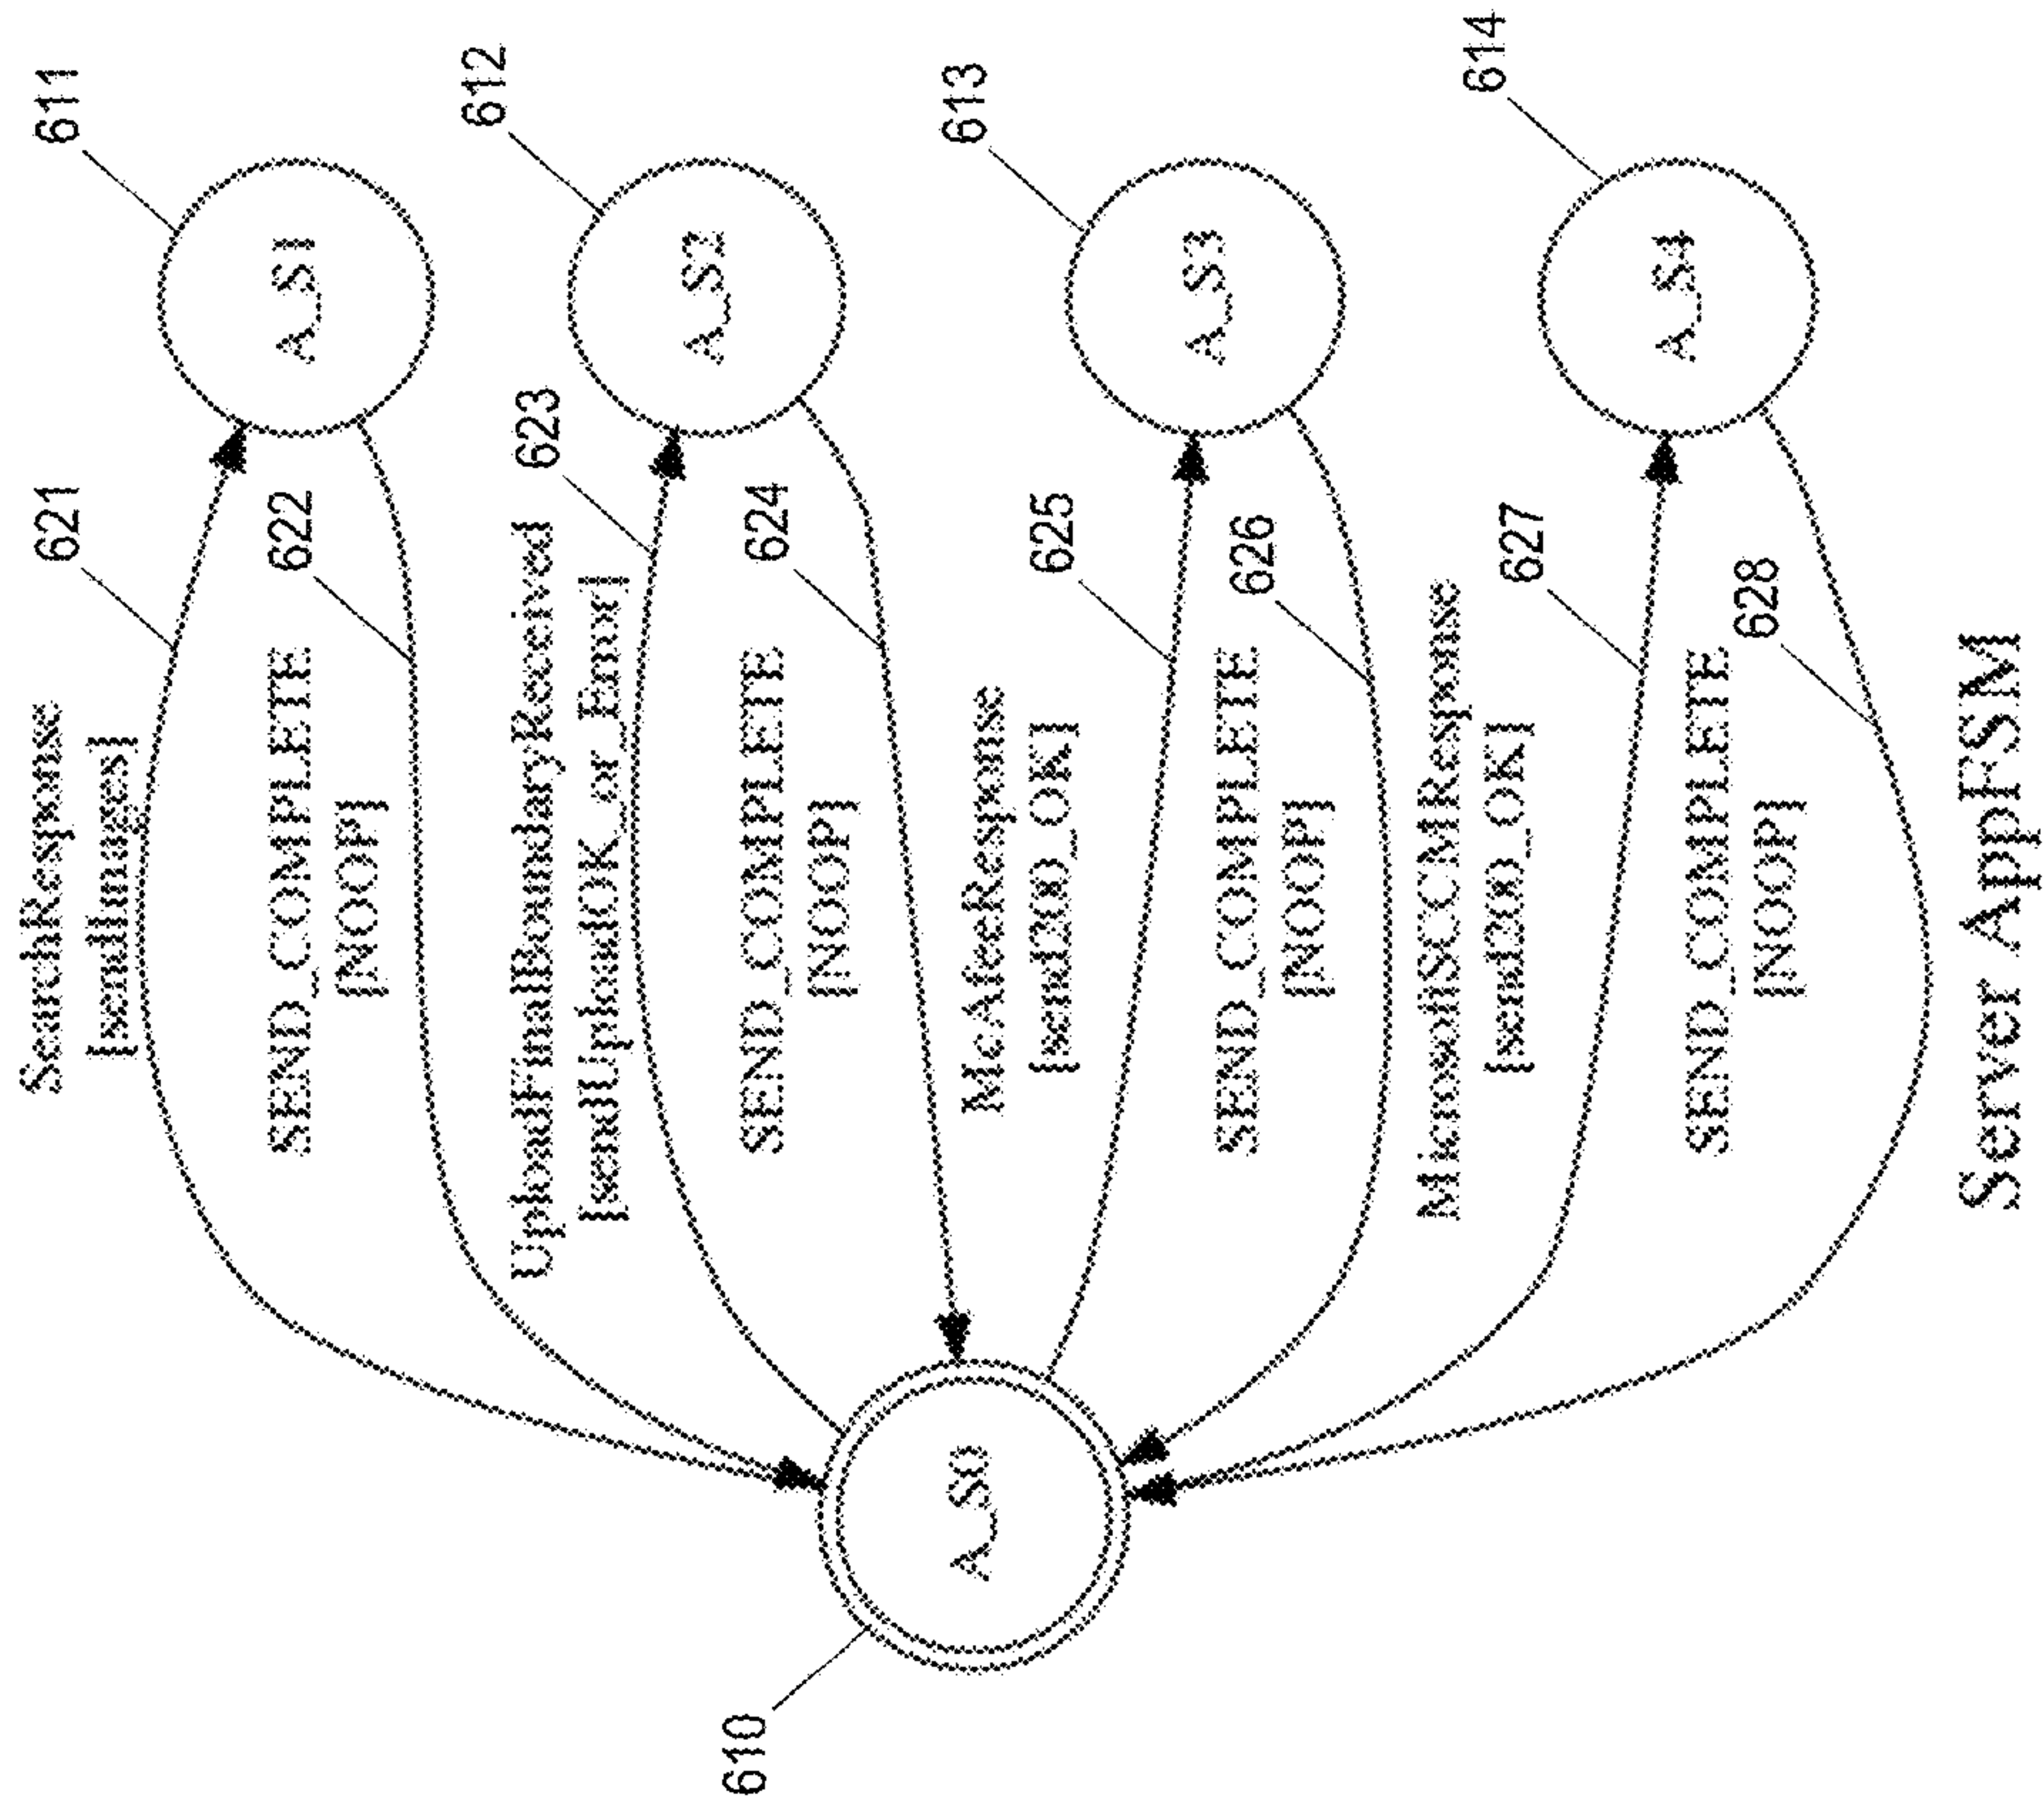 611
621
SearchResponse
[sendImages]
A_S1
622
SEND_COMPLETE
[NOOP]
612
623
UploadFinalBoundaryReceived
[sendUploadOK_or_Error]
A_S2
624
SEND_COMPLETE
[NOOP]
610
A_S0
613
625
McAfeeResponse
[send200_OK]
A_S3
626
SEND_COMPLETE
[NOOP]
614
627
MicrosoftSCCMResponse
[send200_OK]
A_S4
628
SEND_COMPLETE
[NOOP]
Server AppFSM